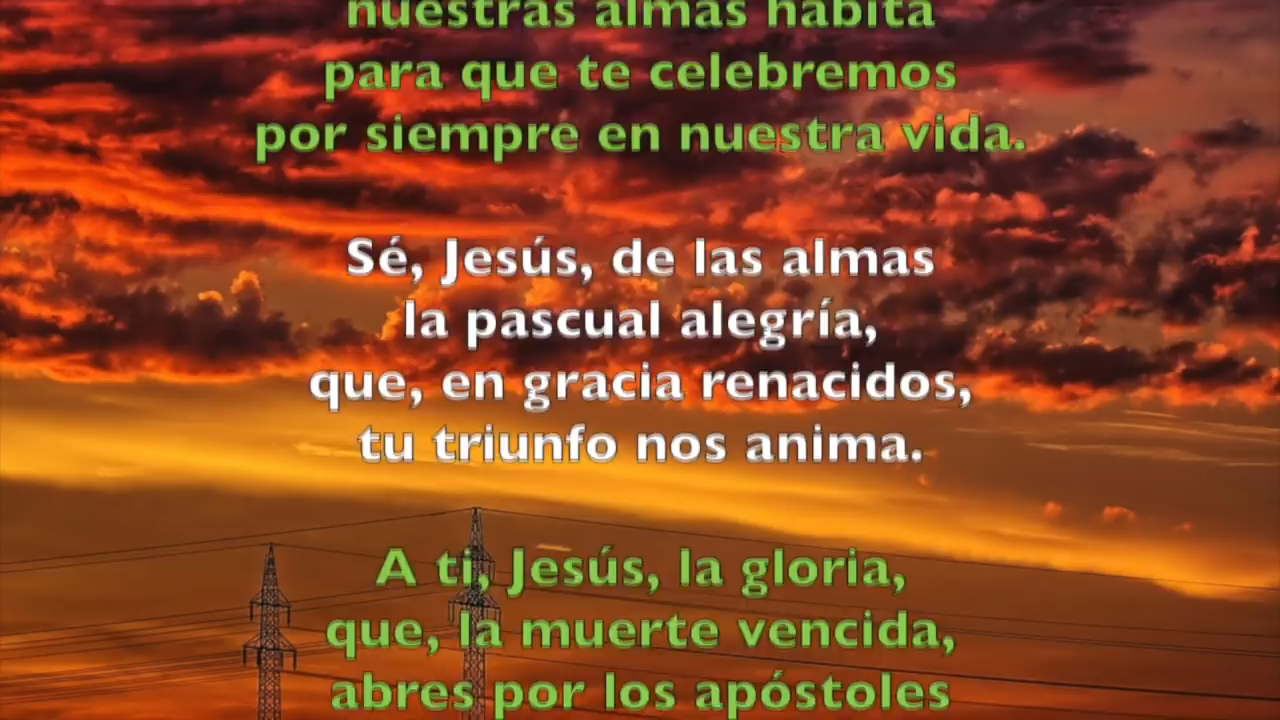 nuestras almas habita
para que te celebremos
por siempre en nuestra vida.
Sé, Jesús, de las almas
la pascual alegría,
que, en gracia renacidos,
tu triunfo nos anima.
A ti, Jesús, la gloria,
que, la muerte vencida,
abres por los apóstoles